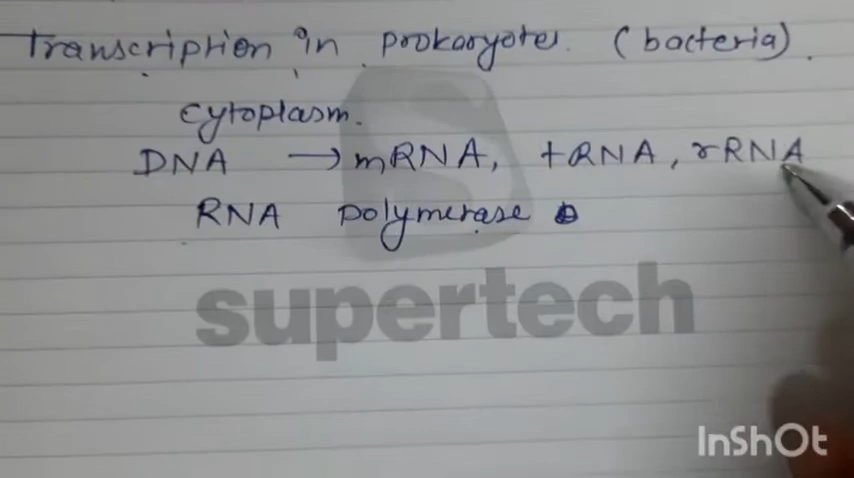 Transcription in prokaryotes. (bacteria).
Cytoplasm.
DNA → mRNA, tRNA, rRNA
RNA polymerase
supertech
InShOt